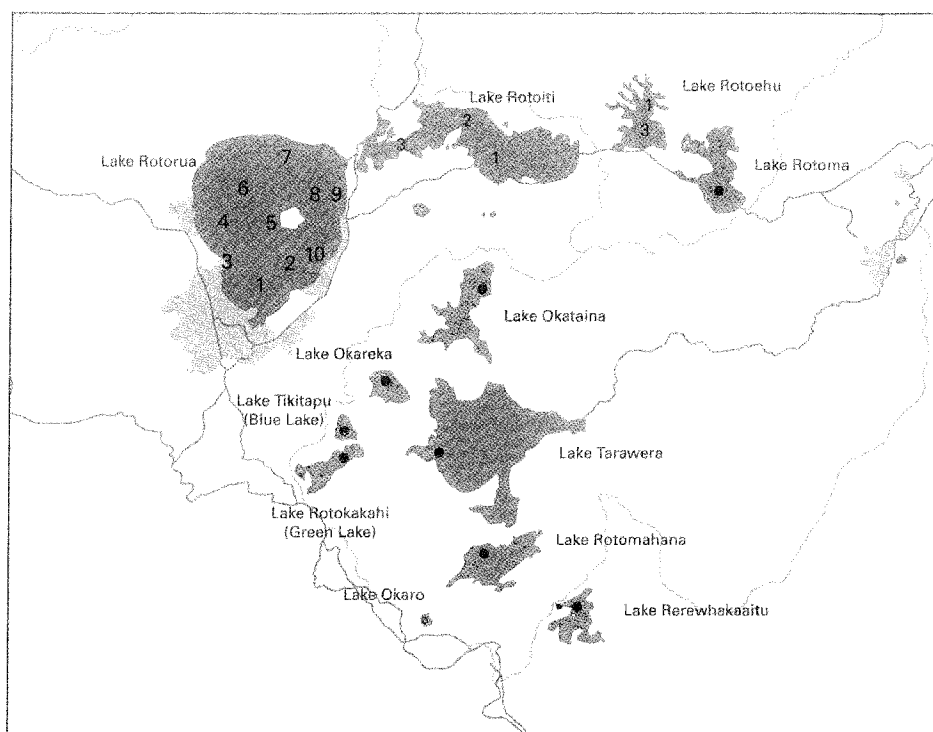 Lake Rotoiti
Lake Rotoehu
Lake Rotorua
Lake Rotoma
1
2
3
1
3
7
1
6
8
9
4
5
3
2
10
1
Lake Okataina
Lake Okareka
Lake Tikitapu
(Blue Lake)
Lake Tarawera
Lake Rotokakahi
(Green Lake)
Lake Rotomahana
Lake Okaro
Lake Rerewhakaaitu